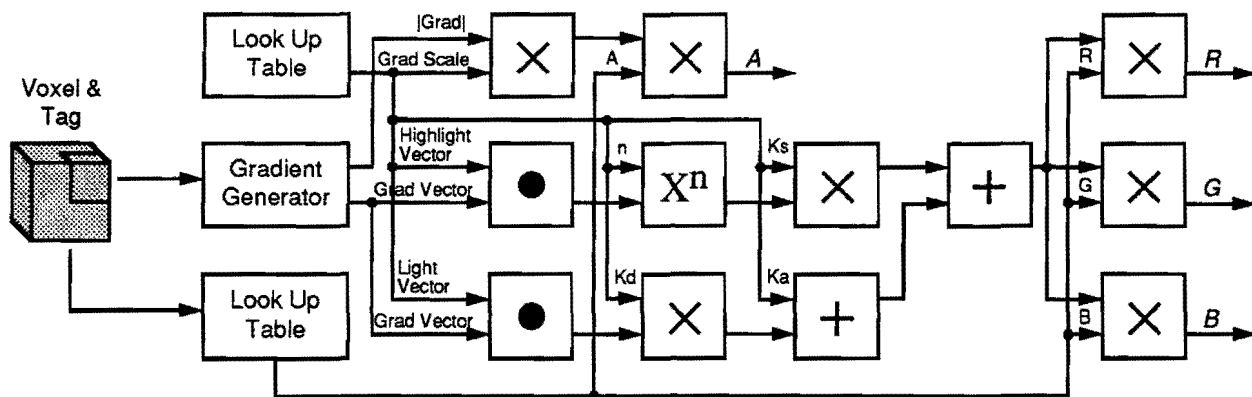 Voxel &
Tag
Look Up
Table
Gradient
Generator
Look Up
Table
|Grad|
Grad Scale
×
A
×
A
Highlight
Vector
Grad Vector
n
Xn
Ks
×
+
Light
Vector
Grad Vector
Kd
×
Ka
+
R
×
R
G
×
G
B
×
B